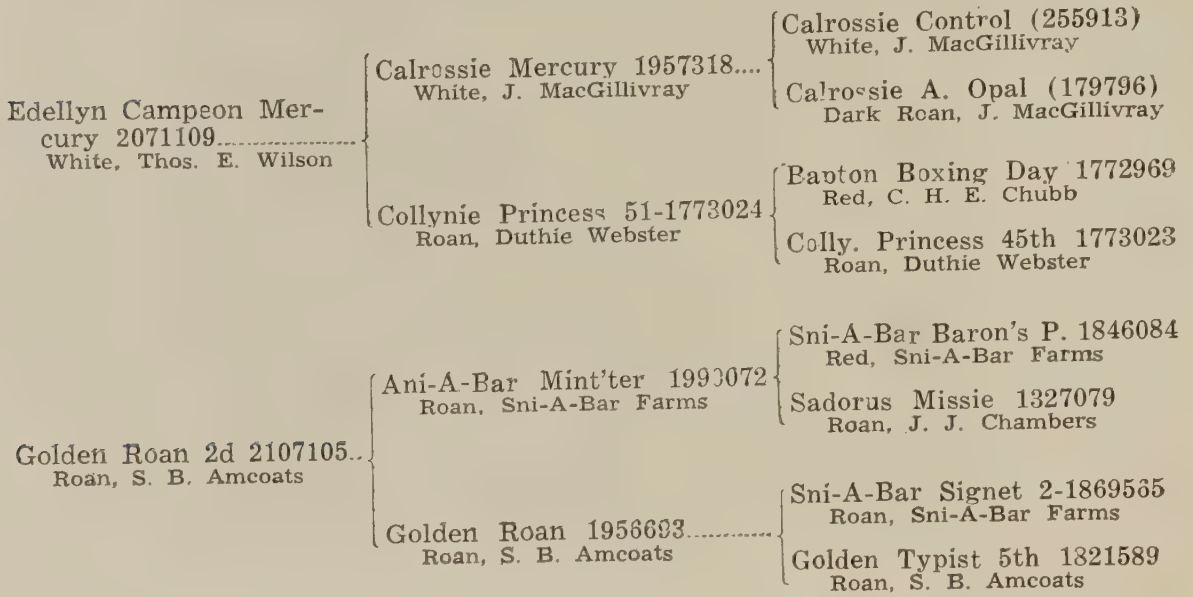 Calrossie Control (255913)
White, J. MacGillivray
Calrossie Mercury 1957318....
White, J. MacGillivray
Calrossie A. Opal (179796)
Dark Roan, J. MacGillivray
Edellyn Campeon Mer-
cury 2071109
White, Thos. E. Wilson
Bapton Boxing Day 1772969
Red, C. H. E. Chubb
Collynie Princess 51-1773024
Roan, Duthie Webster
Colly. Princess 45th 1773023
Roan, Duthie Webster
Sni-A-Bar Baron's P. 1846084
Red, Sni-A-Bar Farms
Ani-A-Bar Mint'ter 1990072
Roan, Sni-A-Bar Farms
Sadorus Missie 1327079
Roan, J. J. Chambers
Golden Roan 2d 2107105..
Roan, S. B. Amcoats
Sni-A-Bar Signet 2-1869565
Roan, Sni-A-Bar Farms
Golden Roan 1956693
Roan, S. B. Amcoats
Golden Typist 5th 1821589
Roan, S. B. Amcoats